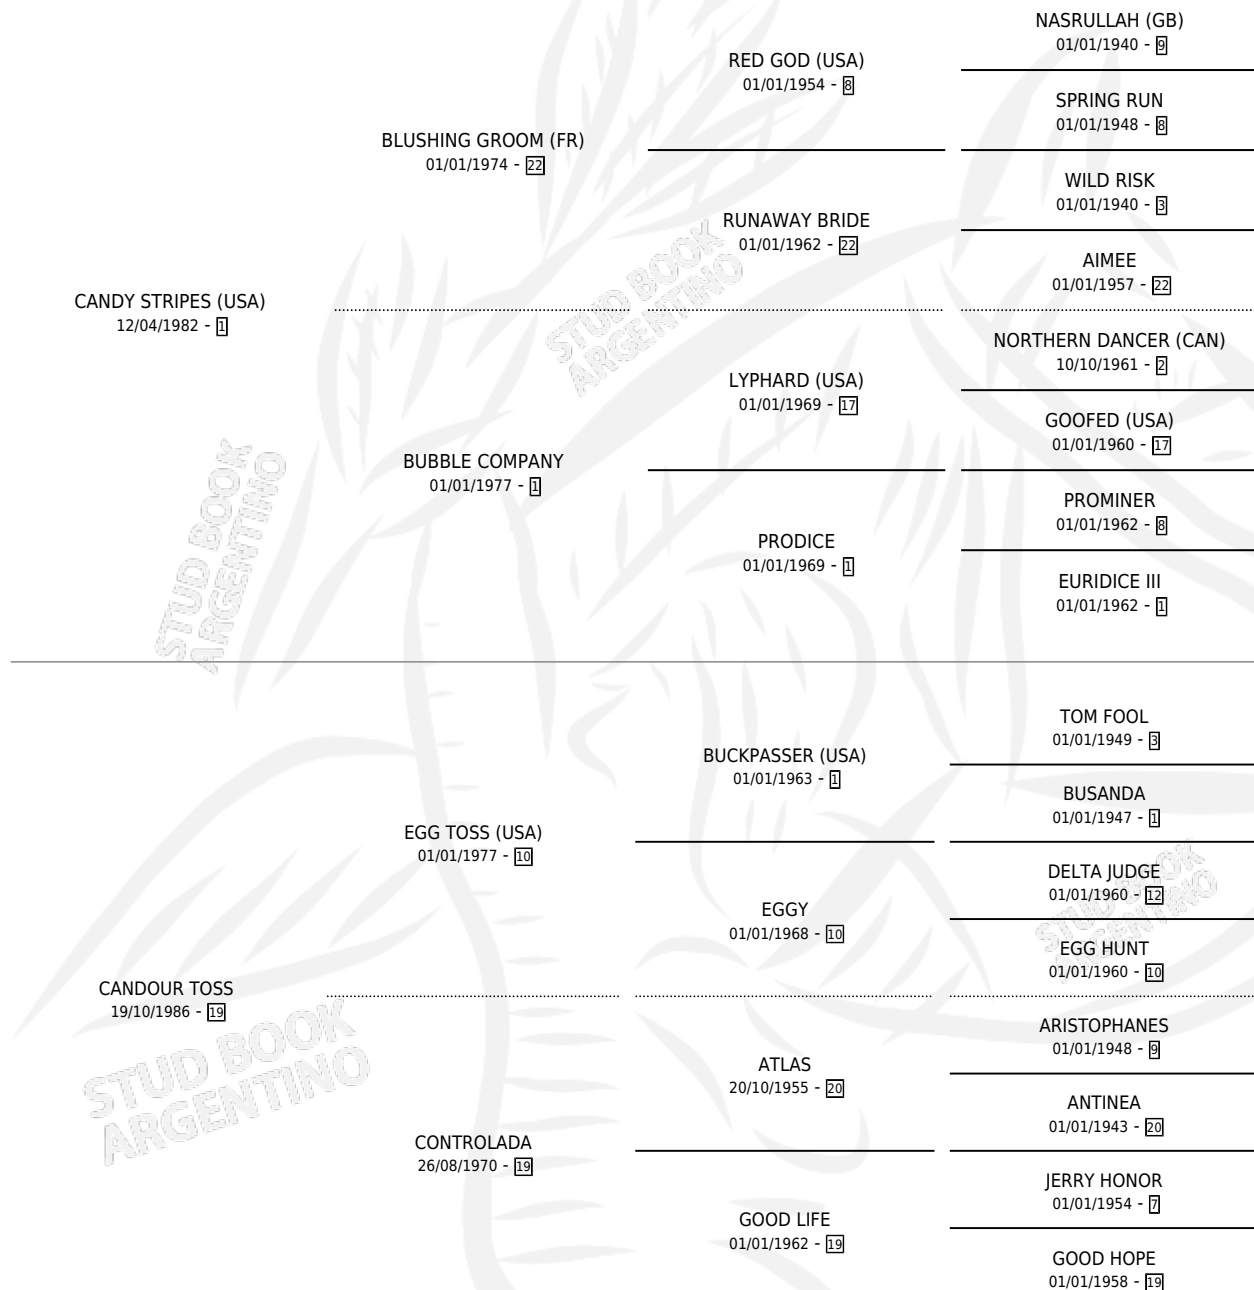 NASRULLAH (GB)
01/01/1940 - 9
RED GOD (USA)
01/01/1954 - 8
SPRING RUN
01/01/1948 - 8
BLUSHING GROOM (FR)
01/01/1974 - 22
WILD RISK
01/01/1940 - 3
RUNAWAY BRIDE
01/01/1962 - 22
AIMEE
01/01/1957 - 22
CANDY STRIPES (USA)
12/04/1982 - 1
NORTHERN DANCER (CAN)
10/10/1961 - 2
LYPHARD (USA)
01/01/1969 - 17
GOOFED (USA)
01/01/1960 - 17
BUBBLE COMPANY
01/01/1977 - 1
PROMINER
01/01/1962 - 8
PRODICE
01/01/1969 - 1
EURIDICE III
01/01/1962 - 1
TOM FOOL
01/01/1949 - 3
BUCKPASSER (USA)
01/01/1963 - 1
BUSANDA
01/01/1947 - 1
EGG TOSS (USA)
01/01/1977 - 10
DELTA JUDGE
01/01/1960 - 12
EGGY
01/01/1968 - 10
EGG HUNT
01/01/1960 - 10
CANDOUR TOSS
19/10/1986 - 19
ARISTOPHANES
01/01/1948 - 9
ATLAS
20/10/1955 - 20
ANTINEA
01/01/1943 - 20
CONTROLADA
26/08/1970 - 19
JERRY HONOR
01/01/1954 - 7
GOOD LIFE
01/01/1962 - 19
GOOD HOPE
01/01/1958 - 19
STUD BOOK
ARGENTINO
STUD BOOK
ARGENTINO
STUD BOOK
ARGENTINO
STUD BOOK
ARGENTINO